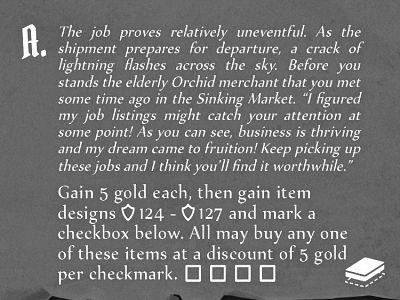 A. The job proves relatively uneventful. As the
shipment prepares for departure, a crack of
lightning flashes across the sky. Before you
stands the elderly Orchid merchant that you met
some time ago in the Sinking Market. “I figured
my job listings might catch your attention at
some point! As you can see, business is thriving
and my dream came to fruition! Keep picking up
these jobs and I think you’ll find it worthwhile.”
Gain 5 gold each, then gain item
designs 124 - 127 and mark a
checkbox below. All may buy any one
of these items at a discount of 5 gold
per checkmark.